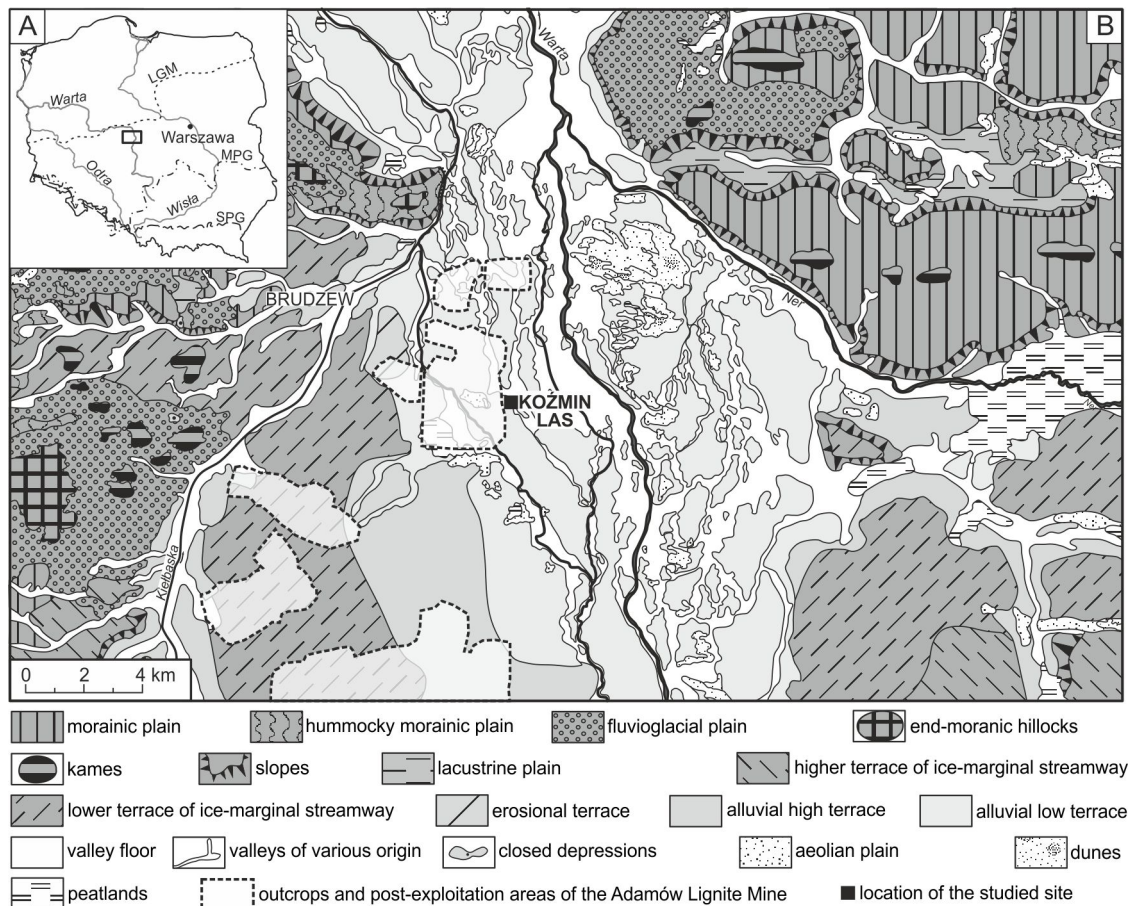 A
LGM
Warta
Warszawa
MPG
Odra
Wisła
SPG
B
Warta
Ner
BRUDZEW
KOŹMIN
LAS
Kiełbaska
0 2 4 km
morainic plain hummocky morainic plain fluvioglacial plain end-moranic hillocks
kames slopes lacustrine plain higher terrace of ice-marginal streamway
lower terrace of ice-marginal streamway erosional terrace alluvial high terrace alluvial low terrace
valley floor valleys of various origin closed depressions aeolian plain dunes
peatlands outcrops and post-exploitation areas of the Adamów Lignite Mine location of the studied site